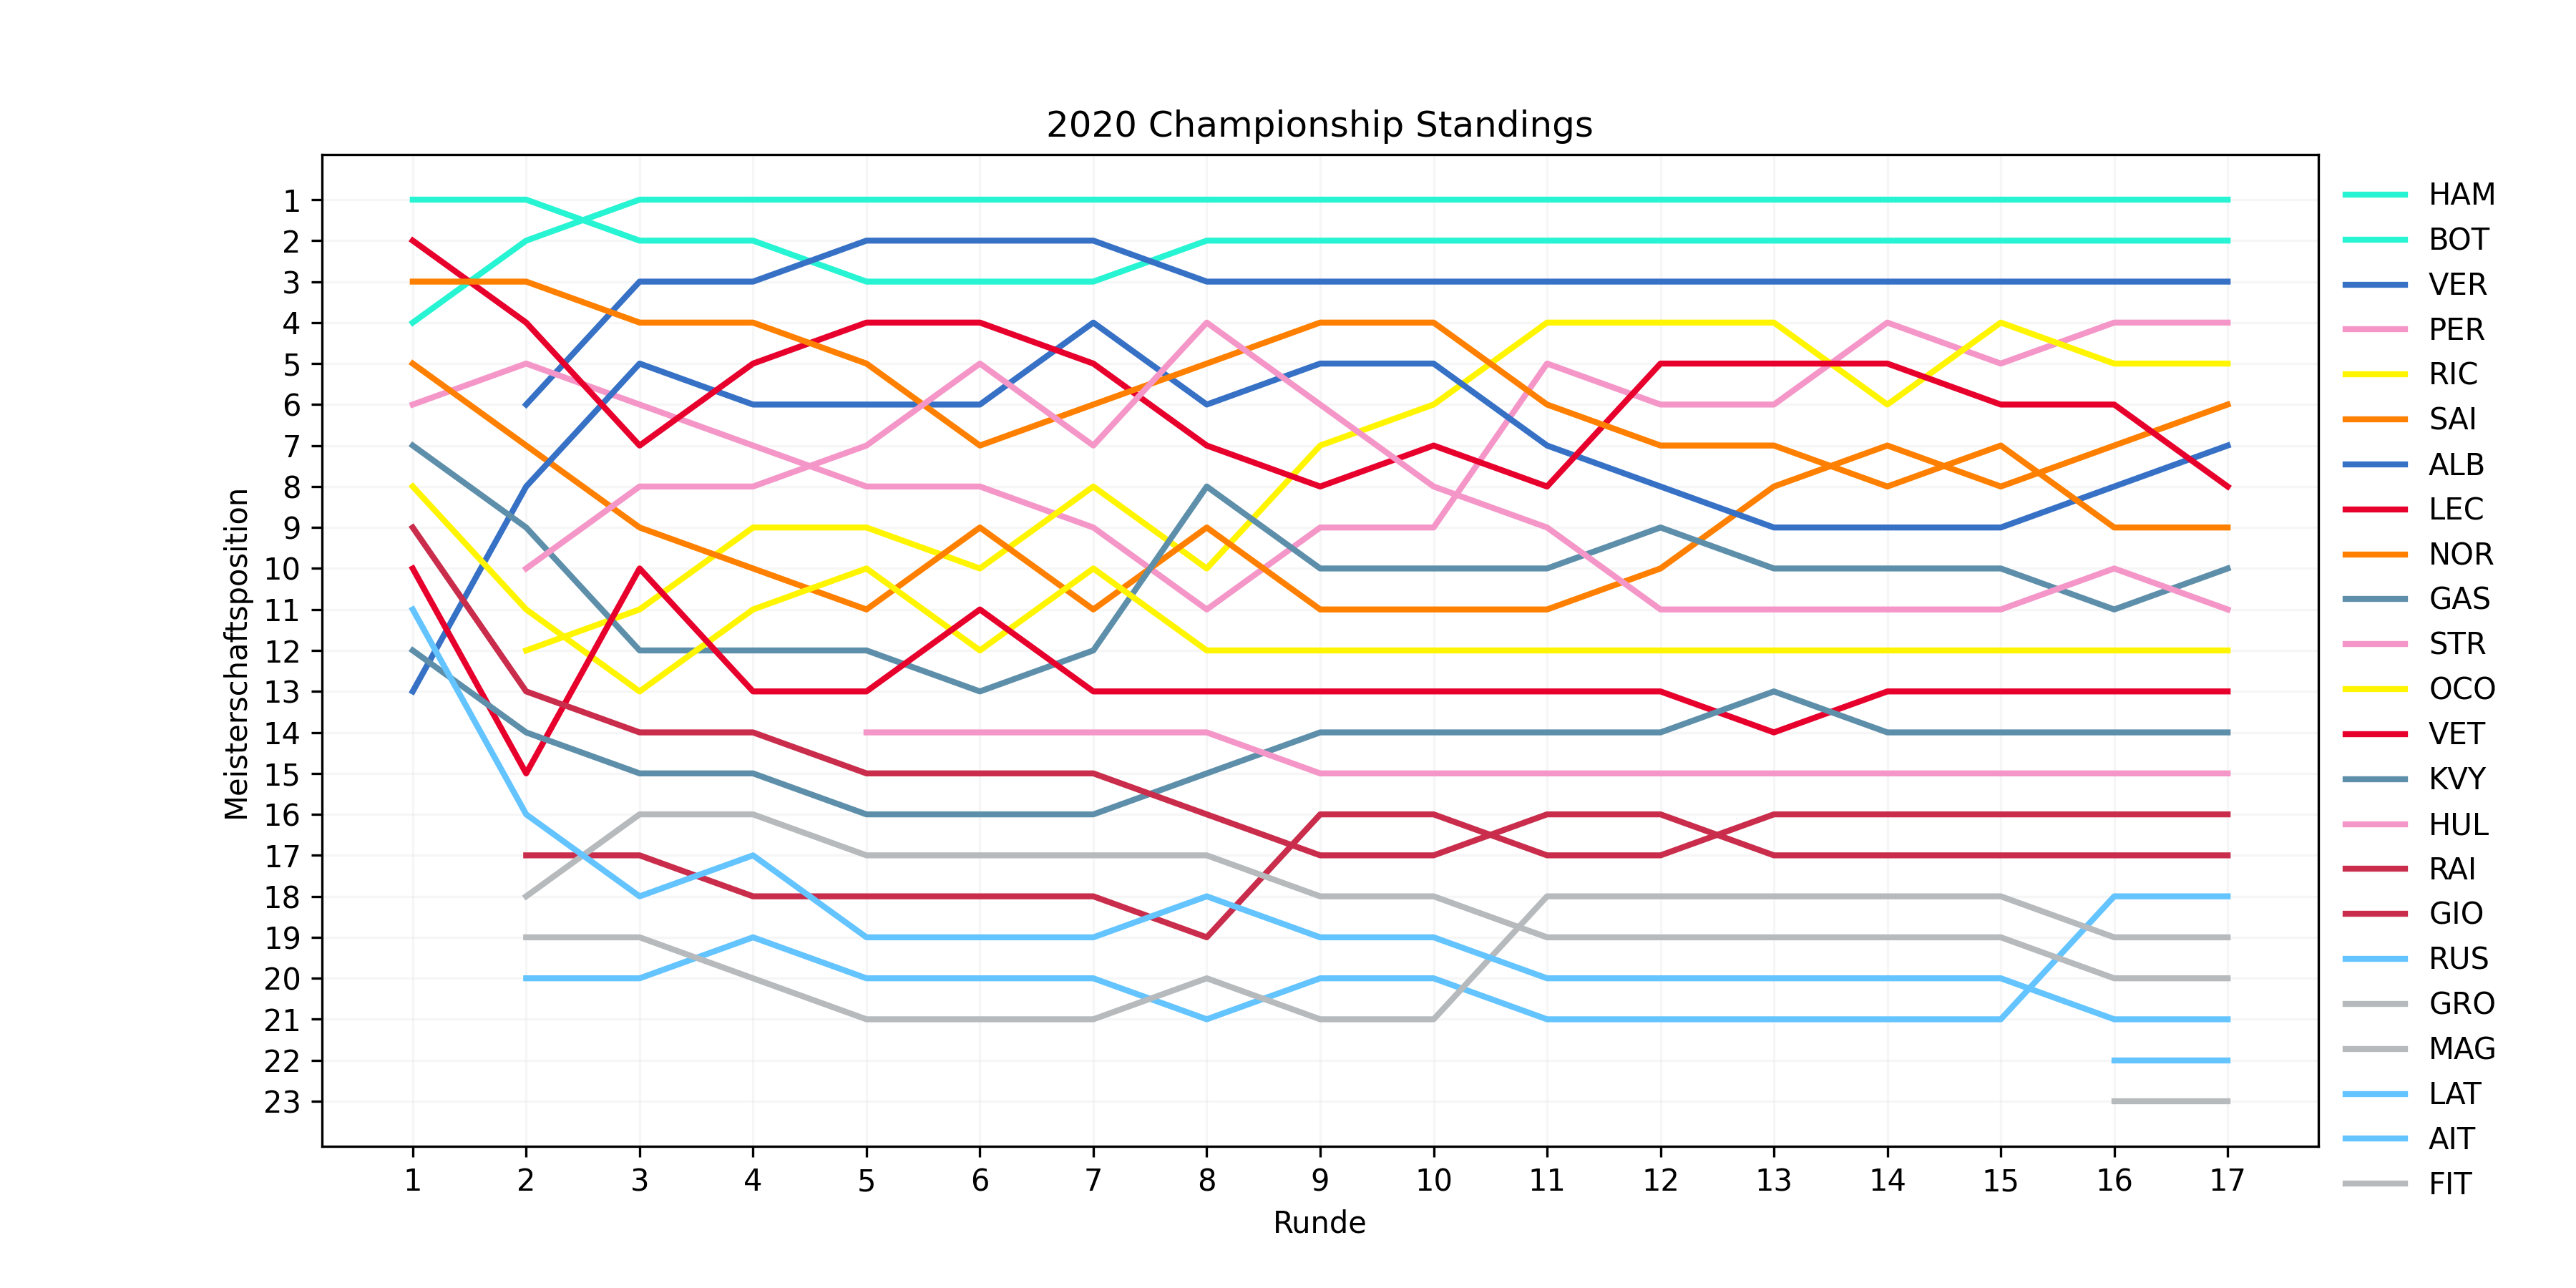 2020 Championship Standings
Meisterschaftsposition
1
2
3
4
5
6
7
8
9
10
11
12
13
14
15
16
17
18
19
20
21
22
23
1 2 3 4 5 6 7 8 9 10 11 12 13 14 15 16 17
Runde
HAM
BOT
VER
PER
RIC
SAI
ALB
LEC
NOR
GAS
STR
OCO
VET
KVY
HUL
RAI
GIO
RUS
GRO
MAG
LAT
AIT
FIT